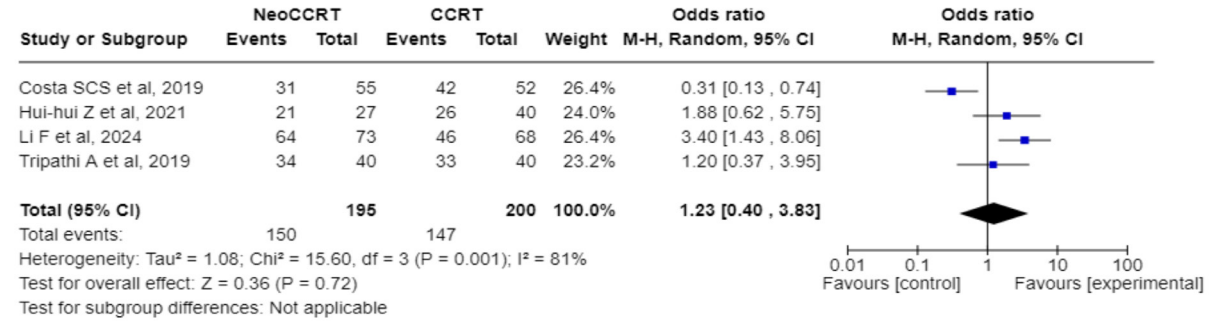 NeoCCRT CCRT Odds ratio Odds ratio
Study or Subgroup Events Total Events Total Weight M-H, Random, 95% CI M-H, Random, 95% CI
Costa SCS et al, 2019 31 55 42 52 26.4% 0.31 [0.13 , 0.74]
Hui-hui Z et al, 2021 21 27 26 40 24.0% 1.88 [0.62 , 5.75]
Li F et al, 2024 64 73 46 68 26.4% 3.40 [1.43 , 8.06]
Tripathi A et al, 2019 34 40 33 40 23.2% 1.20 [0.37 , 3.95]
Total (95% CI) 195 200 100.0% 1.23 [0.40 , 3.83]
Total events: 150 147
Heterogeneity: Tau² = 1.08; Chi² = 15.60, df = 3 (P = 0.001); I² = 81%
Test for overall effect: Z = 0.36 (P = 0.72)
Test for subgroup differences: Not applicable
0.01 0.1 1 10 100
Favours [control] Favours [experimental]